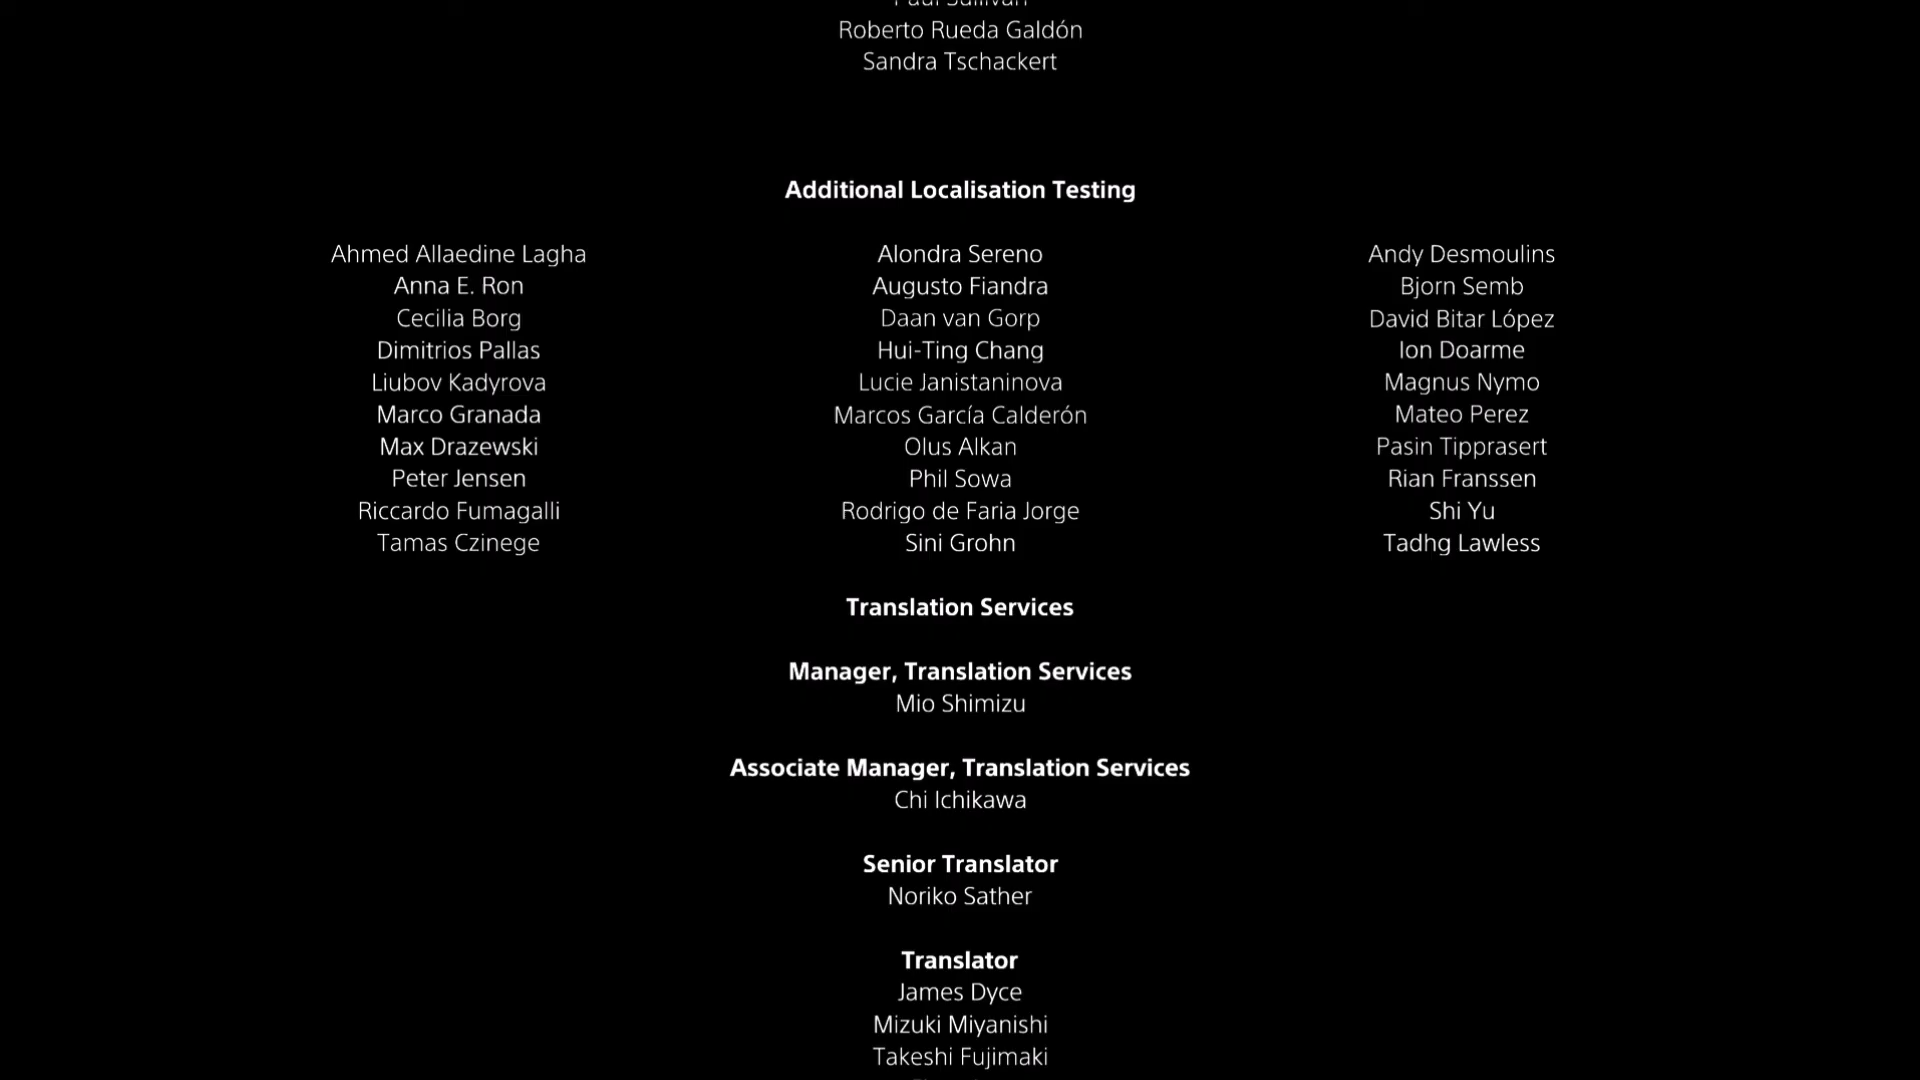 Paul Sullivan
Roberto Rueda Galdón
Sandra Tschackert
Additional Localisation Testing
Ahmed Allaedine Lagha Alondra Sereno Andy Desmoulins
Anna E. Ron Augusto Fiandra Bjorn Semb
Cecilia Borg Daan van Gorp David Bitar López
Dimitrios Pallas Hui-Ting Chang Ion Doarme
Liubov Kadyrova Lucie Janistaninova Magnus Nymo
Marco Granada Marcos García Calderón Mateo Perez
Max Drazewski Olus Alkan Pasin Tipprasert
Peter Jensen Phil Sowa Rian Franssen
Riccardo Fumagalli Rodrigo de Faria Jorge Shi Yu
Tamas Czinege Sini Grohn Tadhg Lawless
Translation Services
Manager, Translation Services
Mio Shimizu
Associate Manager, Translation Services
Chi Ichikawa
Senior Translator
Noriko Sather
Translator
James Dyce
Mizuki Miyanishi
Takeshi Fujimaki